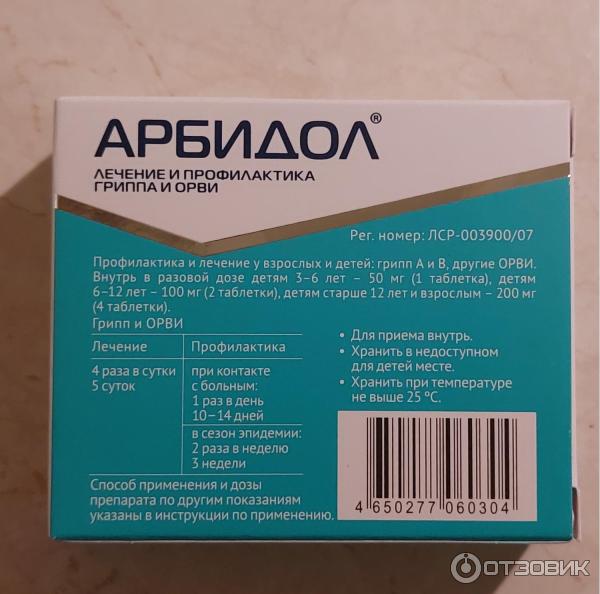 АРБИДОЛ®
ЛЕЧЕНИЕ И ПРОФИЛАКТИКА
ГРИППА И ОРВИ
Рег. номер: ЛСР-003900/07
Профилактика и лечение у взрослых и детей: грипп А и В, другие ОРВИ.
Внутрь в разовой дозе детям 3–6 лет – 50 мг (1 таблетка), детям
6–12 лет – 100 мг (2 таблетки), детям старше 12 лет и взрослым – 200 мг
(4 таблетки).
Грипп и ОРВИ
Лечение Профилактика
4 раза в сутки
5 суток
при контакте
с больным:
1 раз в день
10–14 дней
в сезон эпидемии:
2 раза в неделю
3 недели
• Для приема внутрь.
• Хранить в недоступном
для детей месте.
• Хранить при температуре
не выше 25 ºС.
Способ применения и дозы
препарата по другим показаниям
указаны в инструкции по применению.
4 650277 060304
ОТЗОВИК